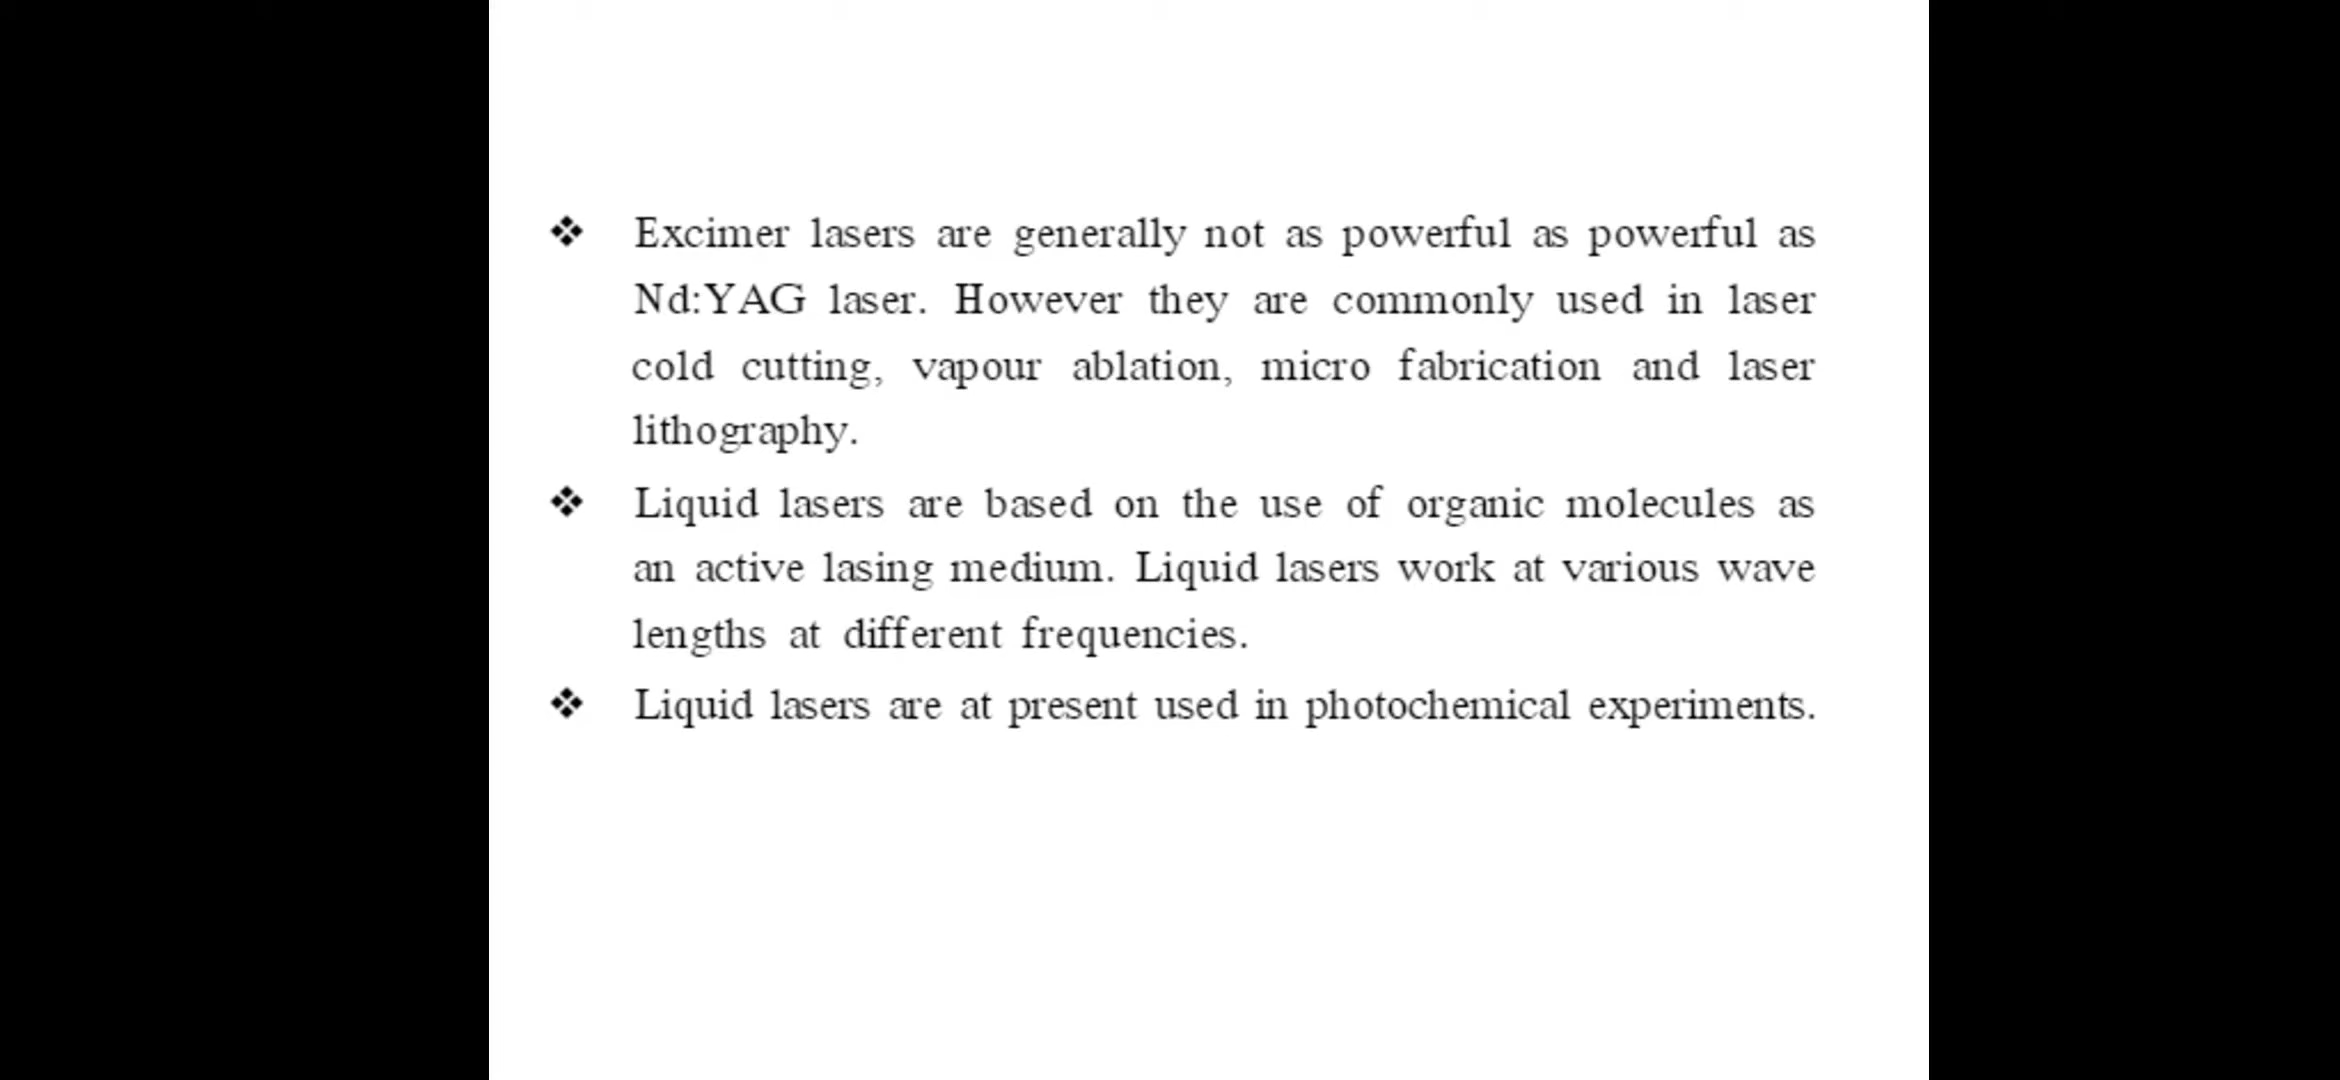 ❖ Excimer lasers are generally not as powerful as powerful as
Nd:YAG laser. However they are commonly used in laser
cold cutting, vapour ablation, micro fabrication and laser
lithography.
❖ Liquid lasers are based on the use of organic molecules as
an active lasing medium. Liquid lasers work at various wave
lengths at different frequencies.
❖ Liquid lasers are at present used in photochemical experiments.